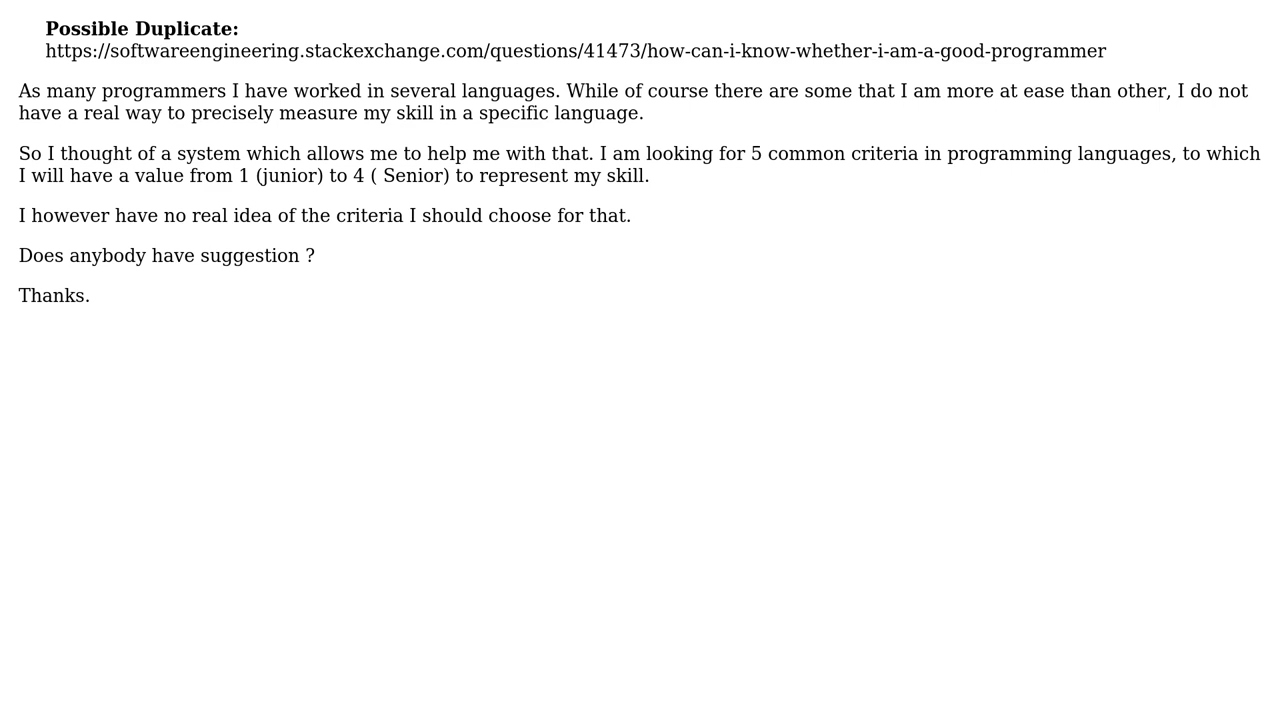 Possible Duplicate:
https://softwareengineering.stackexchange.com/questions/41473/how-can-i-know-whether-i-am-a-good-programmer
As many programmers I have worked in several languages. While of course there are some that I am more at ease than other, I do not
have a real way to precisely measure my skill in a specific language.
So I thought of a system which allows me to help me with that. I am looking for 5 common criteria in programming languages, to which
I will have a value from 1 (junior) to 4 ( Senior) to represent my skill.
I however have no real idea of the criteria I should choose for that.
Does anybody have suggestion ?
Thanks.